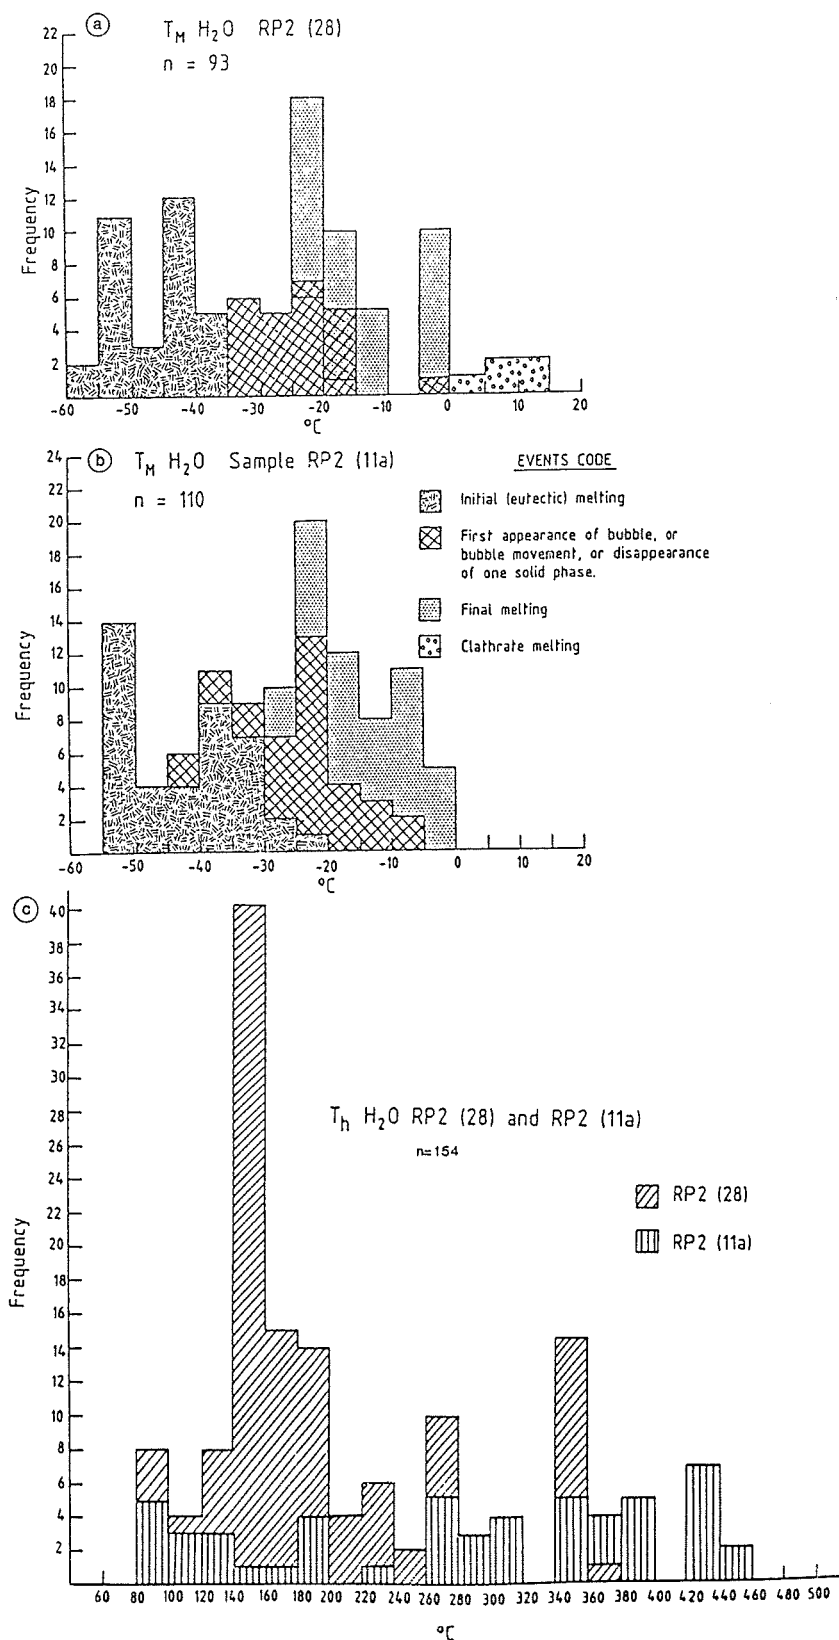 a T_M H₂O RP2 (28)
n = 93
Frequency
22
20
18
16
14
12
10
8
6
4
2
-60 -50 -40 -30 -20 -10 0 10 20
°C
b T_M H₂O Sample RP2 (11a)
n = 110
EVENTS CODE
Initial (eutectic) melting
First appearance of bubble, or
bubble movement, or disappearance
of one solid phase.
Final melting
Clathrate melting
Frequency
24
22
20
18
16
14
12
10
8
6
4
2
-60 -50 -40 -30 -20 -10 0 10 20
°C
c
T_h H₂O RP2 (28) and RP2 (11a)
n=154
RP2 (28)
RP2 (11a)
Frequency
40
38
36
34
32
30
28
26
24
22
20
18
16
14
12
10
8
6
4
2
60 80 100 120 140 160 180 200 220 240 260 280 300 320 340 360 380 400 420 440 460 480 500
°C